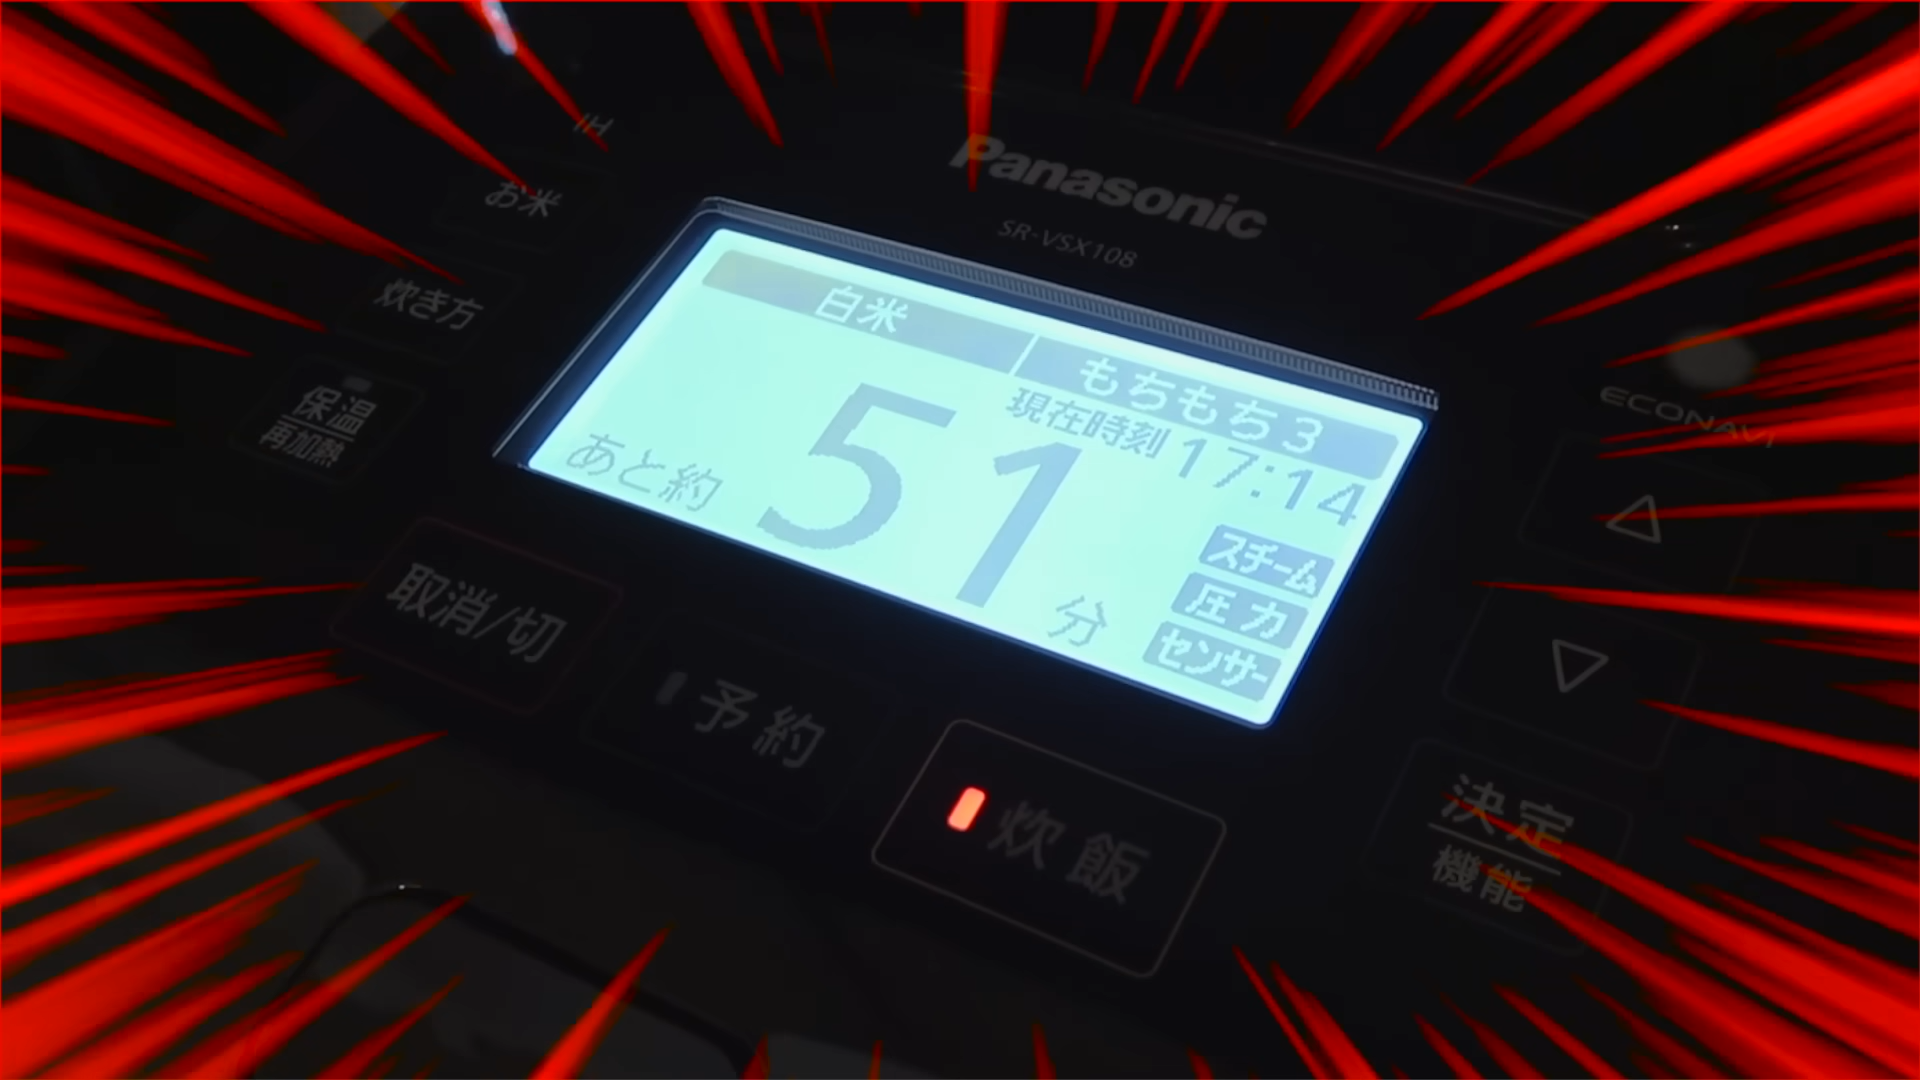 Panasonic
SR-VSX108
IH
お米
炊き方
保温
再加熱
白米
もちもち3
現在時刻 17:14
あと約 51 分
スチーム
圧力
センサー
ECONAVI
△
▽
取消/切
予約
炊飯
決定
機能